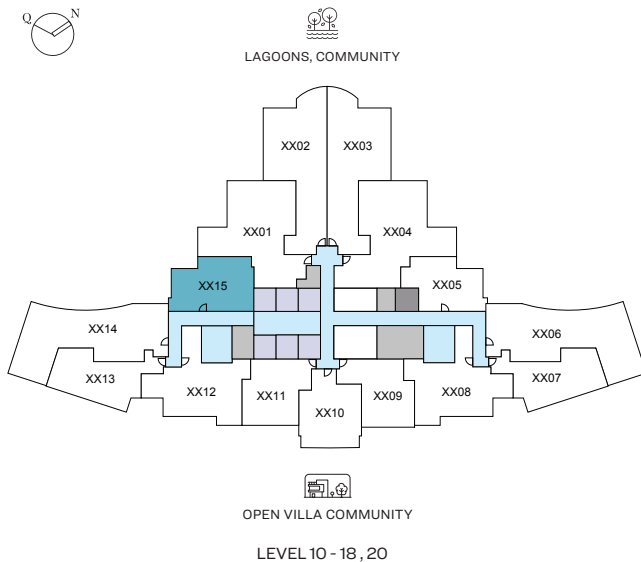 Q N
LAGOONS, COMMUNITY
XX02 XX03
XX01 XX04
XX15 XX05
XX14 XX06
XX13 XX07
XX12 XX11 XX10 XX09 XX08
OPEN VILLA COMMUNITY
LEVEL 10 - 18 , 20